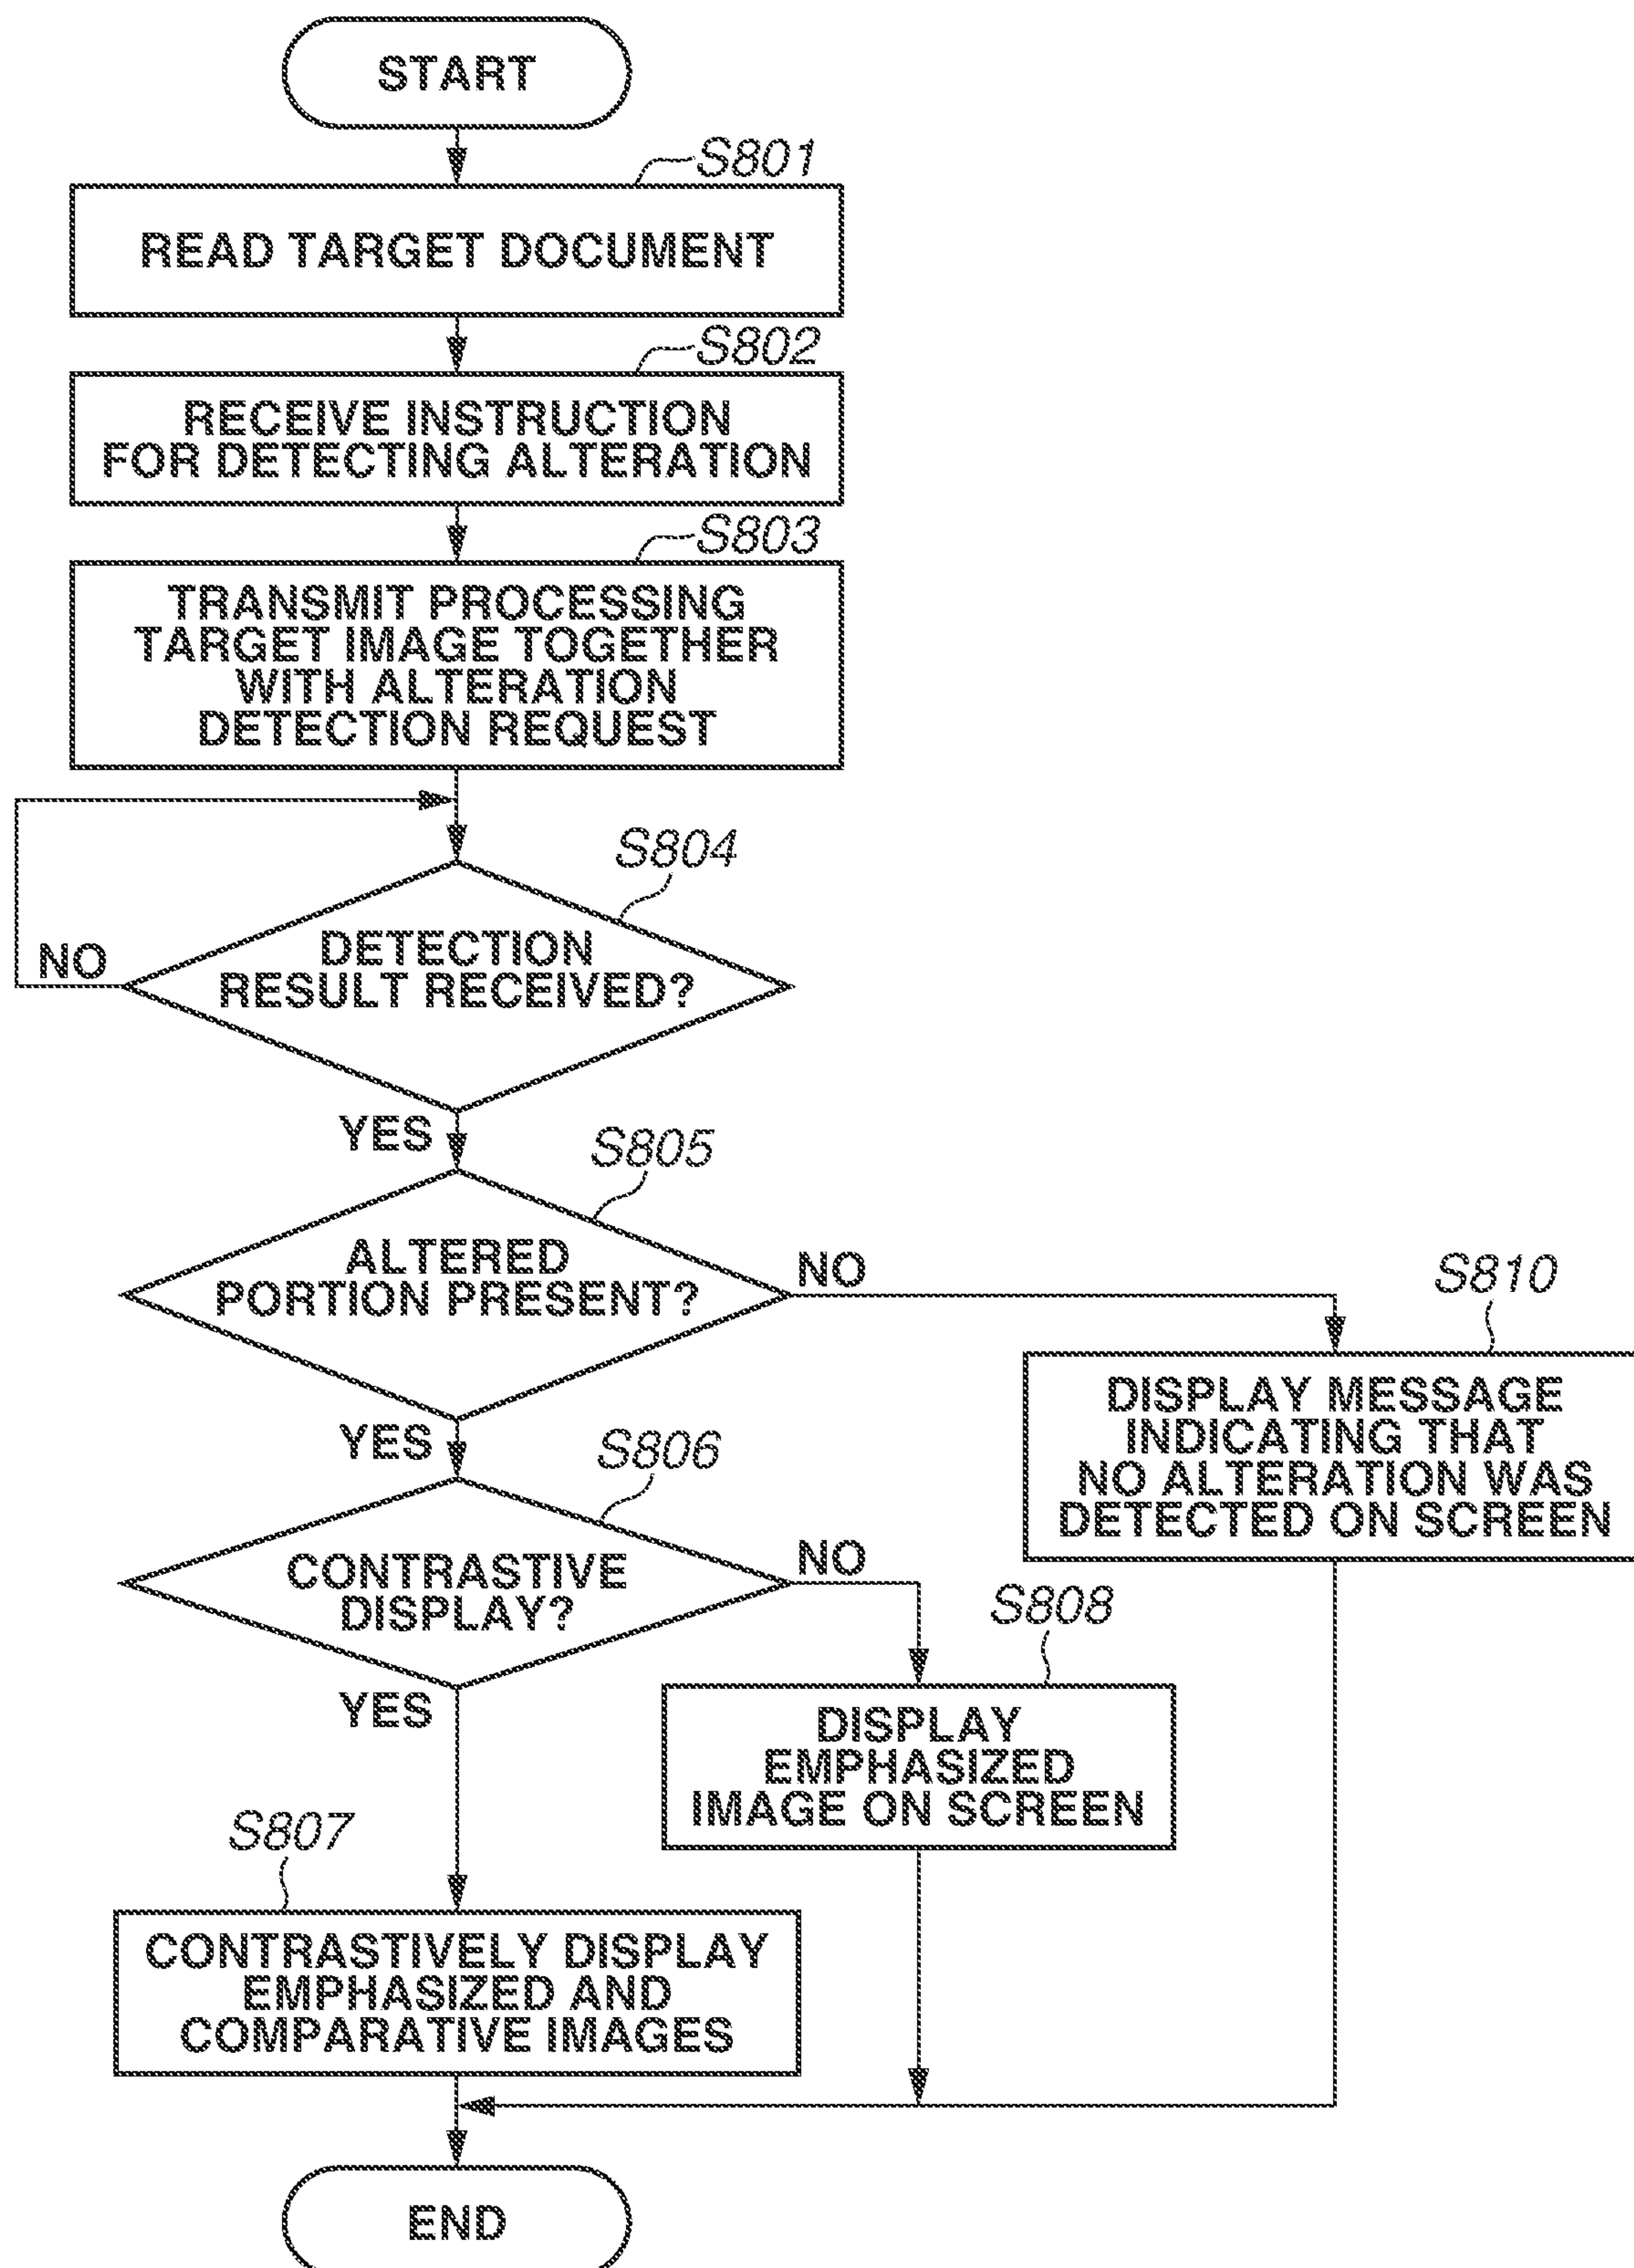 START
S801
READ TARGET DOCUMENT
S802
RECEIVE INSTRUCTION
FOR DETECTING ALTERATION
S803
TRANSMIT PROCESSING
TARGET IMAGE TOGETHER
WITH ALTERATION
DETECTION REQUEST
S804
DETECTION
RESULT RECEIVED?
NO
YES
S805
ALTERED
PORTION PRESENT?
NO
YES
S810
DISPLAY MESSAGE
INDICATING THAT
NO ALTERATION WAS
DETECTED ON SCREEN
S806
CONTRASTIVE
DISPLAY?
NO
YES
S808
DISPLAY
EMPHASIZED
IMAGE ON SCREEN
S807
CONTRASTIVELY DISPLAY
EMPHASIZED AND
COMPARATIVE IMAGES
END